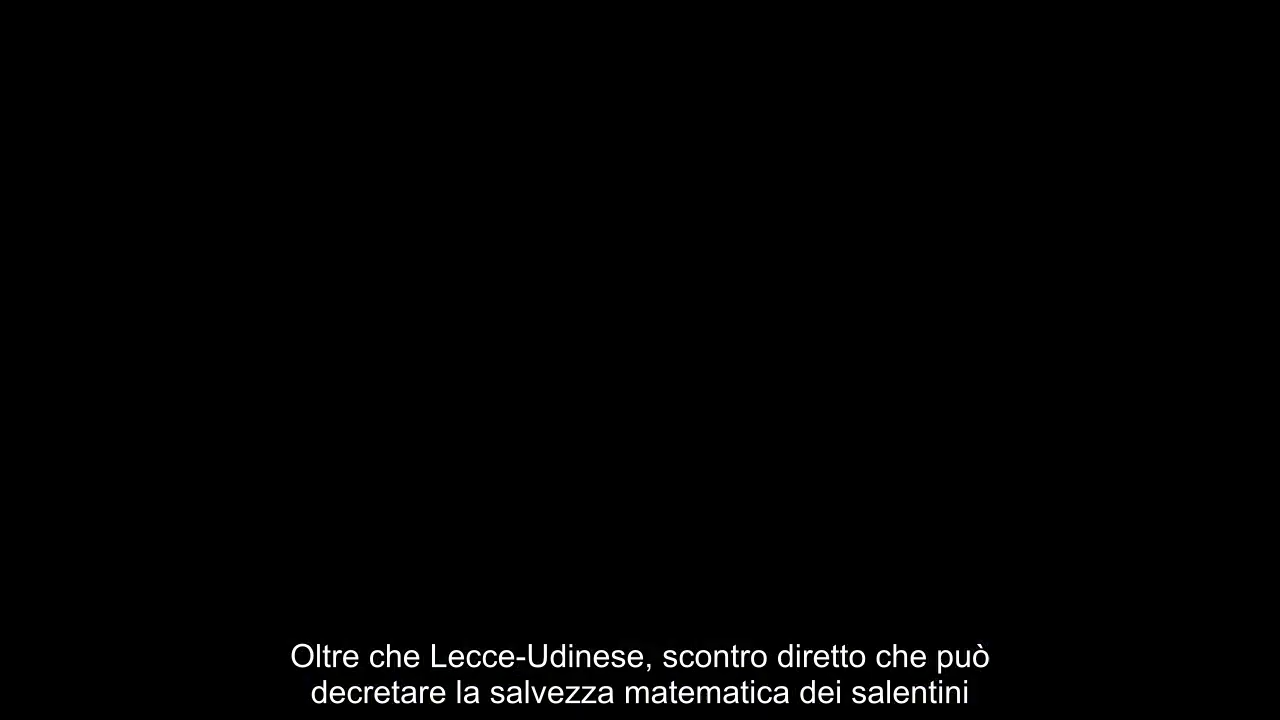 Oltre che Lecce-Udinese, scontro diretto che può
decretare la salvezza matematica dei salentini